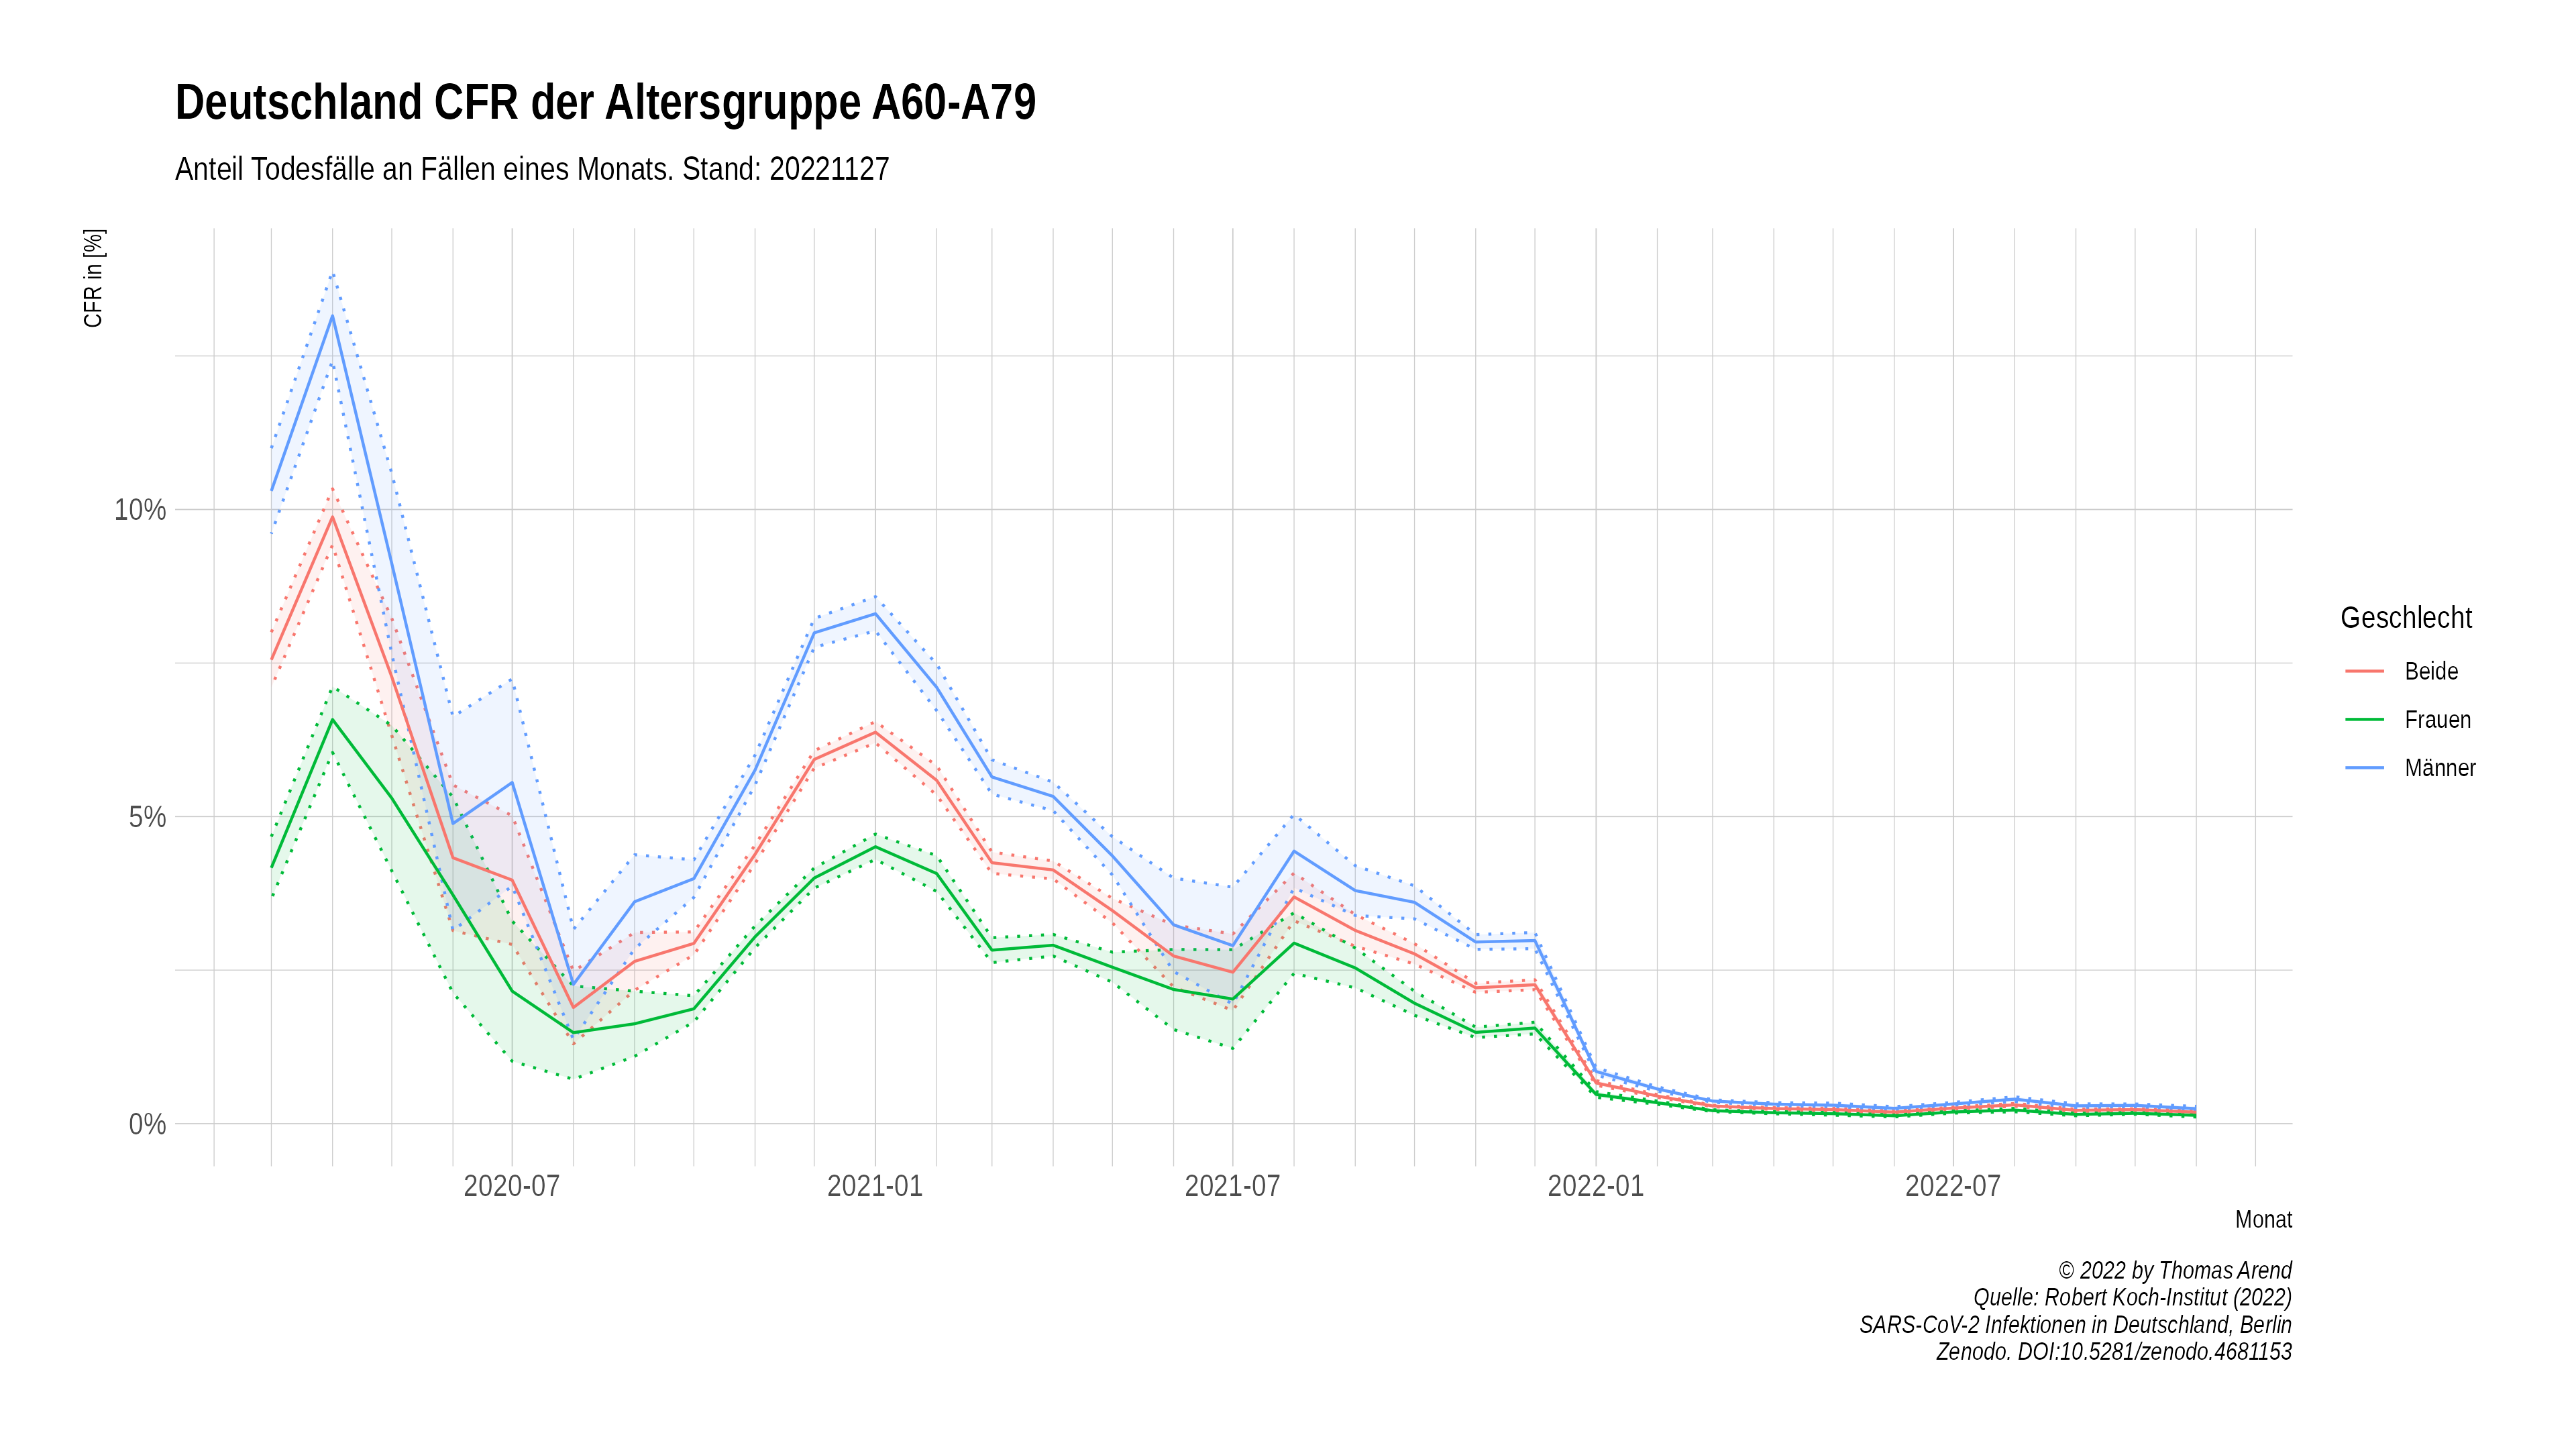 Deutschland CFR der Altersgruppe A60-A79
Anteil Todesfälle an Fällen eines Monats. Stand: 20221127
CFR in [%]
10%
5%
0%
2020-07
2021-01
2021-07
2022-01
2022-07
Monat
Geschlecht
Beide
Frauen
Männer
© 2022 by Thomas Arend
Quelle: Robert Koch-Institut (2022)
SARS-CoV-2 Infektionen in Deutschland, Berlin
Zenodo. DOI:10.5281/zenodo.4681153